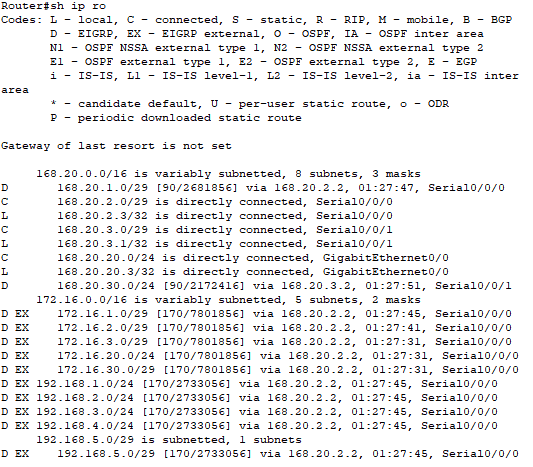 Router#sh ip ro
Codes: L - local, C - connected, S - static, R - RIP, M - mobile, B - BGP
       D - EIGRP, EX - EIGRP external, O - OSPF, IA - OSPF inter area
       N1 - OSPF NSSA external type 1, N2 - OSPF NSSA external type 2
       E1 - OSPF external type 1, E2 - OSPF external type 2, E - EGP
       i - IS-IS, L1 - IS-IS level-1, L2 - IS-IS level-2, ia - IS-IS inter
area
       * - candidate default, U - per-user static route, o - ODR
       P - periodic downloaded static route
Gateway of last resort is not set
     168.20.0.0/16 is variably subnetted, 8 subnets, 3 masks
D       168.20.1.0/29 [90/2681856] via 168.20.2.2, 01:27:47, Serial0/0/0
C       168.20.2.0/29 is directly connected, Serial0/0/0
L       168.20.2.3/32 is directly connected, Serial0/0/0
C       168.20.3.0/29 is directly connected, Serial0/0/1
L       168.20.3.1/32 is directly connected, Serial0/0/1
C       168.20.20.0/24 is directly connected, GigabitEthernet0/0
L       168.20.20.3/32 is directly connected, GigabitEthernet0/0
D       168.20.30.0/24 [90/2172416] via 168.20.3.2, 01:27:51, Serial0/0/1
     172.16.0.0/16 is variably subnetted, 5 subnets, 2 masks
D EX    172.16.1.0/29 [170/7801856] via 168.20.2.2, 01:27:45, Serial0/0/0
D EX    172.16.2.0/29 [170/7801856] via 168.20.2.2, 01:27:41, Serial0/0/0
D EX    172.16.3.0/29 [170/7801856] via 168.20.2.2, 01:27:31, Serial0/0/0
D EX    172.16.20.0/24 [170/7801856] via 168.20.2.2, 01:27:31, Serial0/0/0
D EX    172.16.30.0/29 [170/7801856] via 168.20.2.2, 01:27:31, Serial0/0/0
D EX 192.168.1.0/24 [170/2733056] via 168.20.2.2, 01:27:45, Serial0/0/0
D EX 192.168.2.0/24 [170/2733056] via 168.20.2.2, 01:27:45, Serial0/0/0
D EX 192.168.3.0/24 [170/2733056] via 168.20.2.2, 01:27:45, Serial0/0/0
D EX 192.168.4.0/24 [170/2733056] via 168.20.2.2, 01:27:45, Serial0/0/0
     192.168.5.0/29 is subnetted, 1 subnets
D EX    192.168.5.0/29 [170/2733056] via 168.20.2.2, 01:27:45, Serial0/0/0